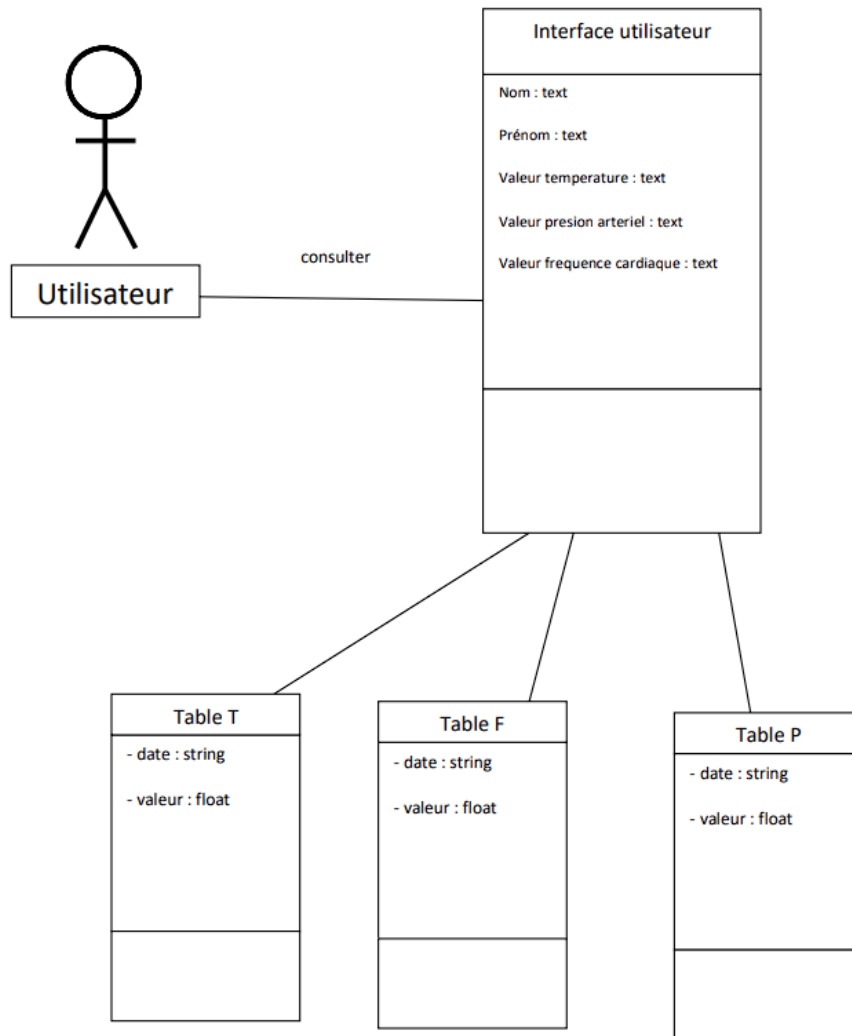 Interface utilisateur
Nom : text
Prénom : text
Valeur temperature : text
Valeur presion arteriel : text
Valeur frequence cardiaque : text
consulter
Utilisateur
Table T
- date : string
- valeur : float
Table F
- date : string
- valeur : float
Table P
- date : string
- valeur : float